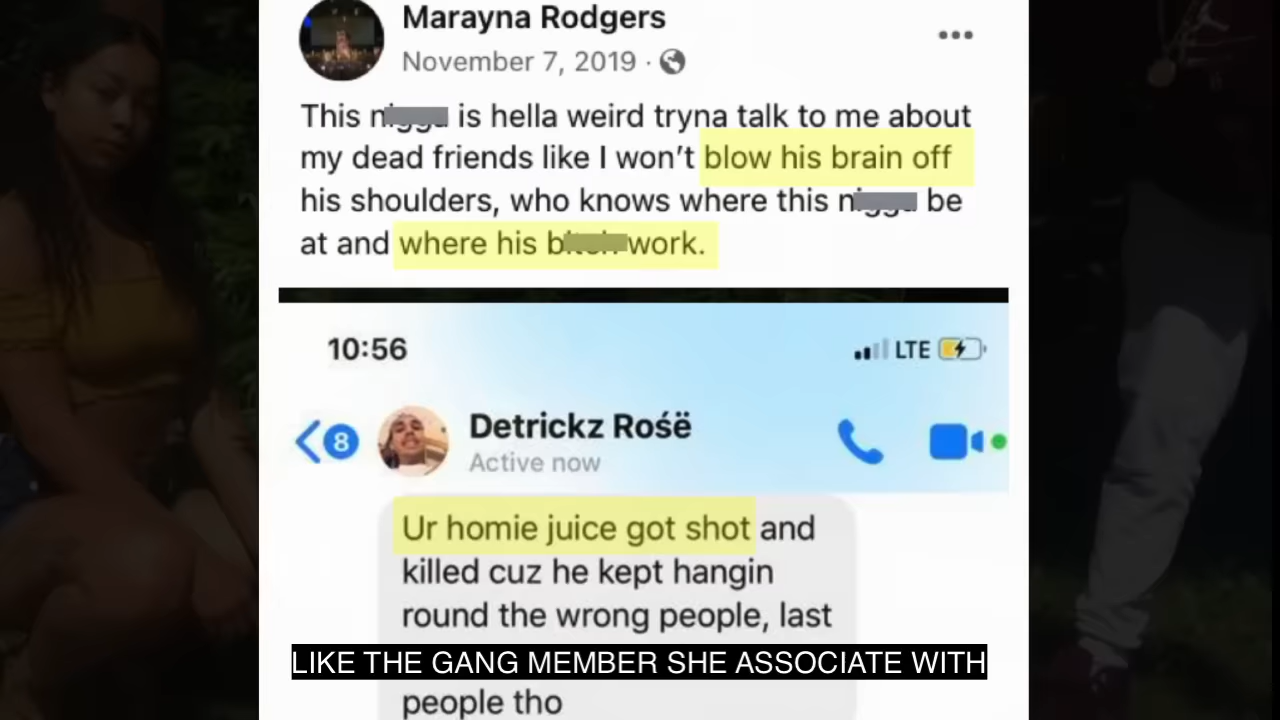 Marayna Rodgers
November 7, 2019 ·
This nigga is hella weird tryna talk to me about
my dead friends like I won't blow his brain off
his shoulders, who knows where this nigga be
at and where his bitch work.
10:56
LTE
8
Detrickz Rośë
Active now
Ur homie juice got shot and
killed cuz he kept hangin
round the wrong people, last
LIKE THE GANG MEMBER SHE ASSOCIATE WITH
people tho